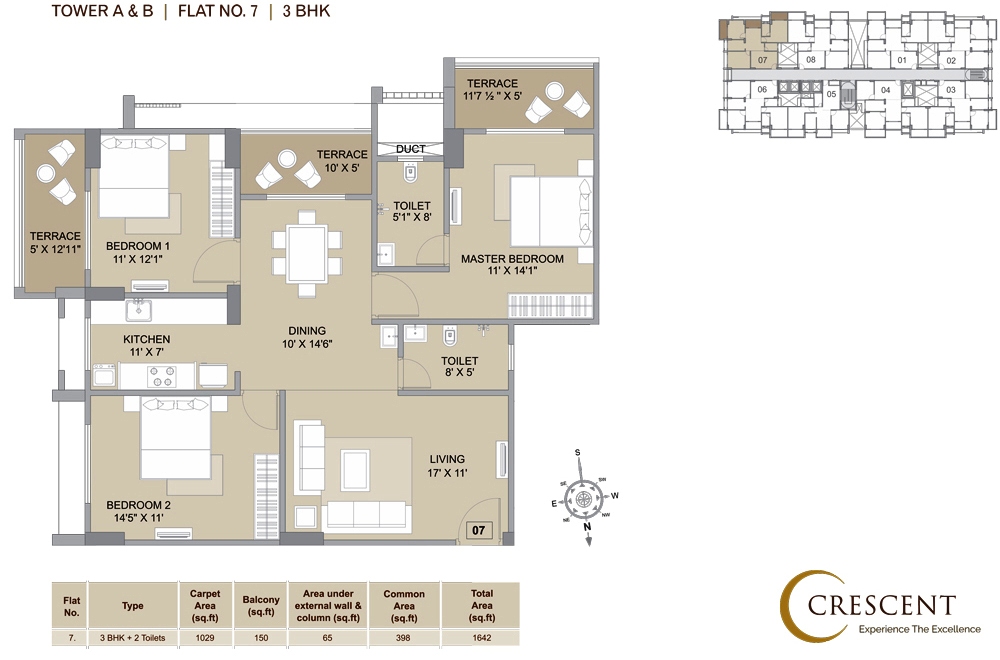 TOWER A & B | FLAT NO. 7 | 3 BHK
07
08
01
02
06
05
04
03
TERRACE
11'7 ½ " X 5'
DUCT
TERRACE
10' X 5'
TOILET
5'1" X 8'
TERRACE
5' X 12'11"
BEDROOM 1
11' X 12'1"
MASTER BEDROOM
11' X 14'1"
KITCHEN
11' X 7'
DINING
10' X 14'6"
TOILET
8' X 5'
LIVING
17' X 11'
BEDROOM 2
14'5" X 11'
07
S
SE
SW
E
W
NE
NW
N
Flat No. Type Carpet Area (sq.ft) Balcony (sq.ft) Area under external wall & column (sq.ft) Common Area (sq.ft) Total Area (sq.ft)
7. 3 BHK + 2 Toilets 1029 150 65 398 1642
CRESCENT
Experience The Excellence